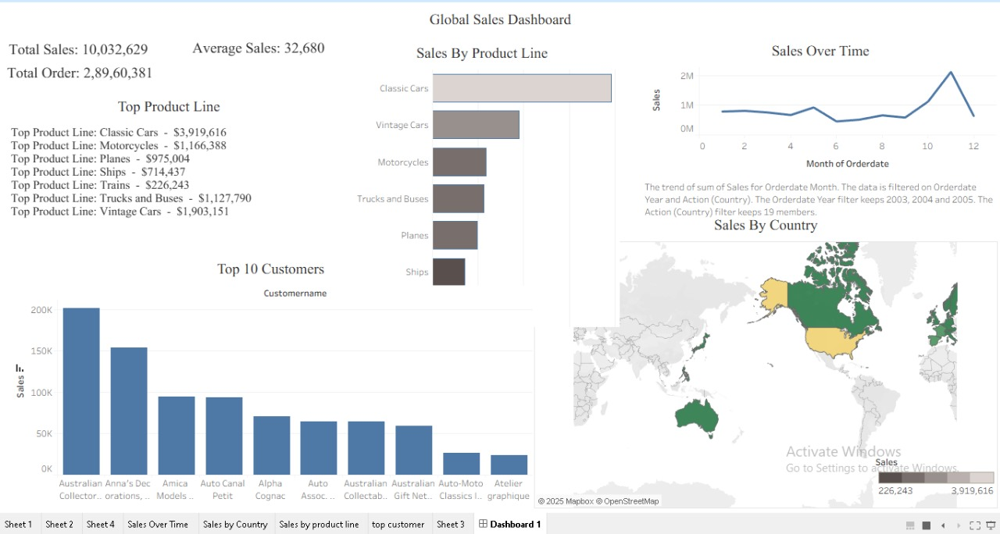 Global Sales Dashboard
Total Sales: 10,032,629
Average Sales: 32,680
Total Order: 2,89,60,381
Top Product Line
Top Product Line: Classic Cars - $3,919,616
Top Product Line: Motorcycles - $1,166,388
Top Product Line: Planes - $975,004
Top Product Line: Ships - $714,437
Top Product Line: Trains - $226,243
Top Product Line: Trucks and Buses - $1,127,790
Top Product Line: Vintage Cars - $1,903,151
Sales By Product Line
Classic Cars
Vintage Cars
Motorcycles
Trucks and Buses
Planes
Ships
Sales Over Time
Sales
2M
1M
0M
0 2 4 6 8 10 12
Month of Orderdate
The trend of sum of Sales for Orderdate Month. The data is filtered on Orderdate
Year and Action (Country). The Orderdate Year filter keeps 2003, 2004 and 2005. The
Action (Country) filter keeps 19 members.
Top 10 Customers
Customername
Sales
200K
150K
100K
50K
0K
Australian
Collector..
Anna's Dec
orations, ..
Amica
Models ..
Auto Canal
Petit
Alpha
Cognac
Auto
Assoc. ..
Australian
Collectab..
Australian
Gift Net..
Auto-Moto
Classics I..
Atelier
graphique
Sales By Country
Activate Windows
Go to Settings to activate Windows.
Sales
226,243 3,919,616
© 2025 Mapbox © OpenStreetMap
Sheet 1 Sheet 2 Sheet 4 Sales Over Time Sales by Country Sales by product line top customer Sheet 3 Dashboard 1